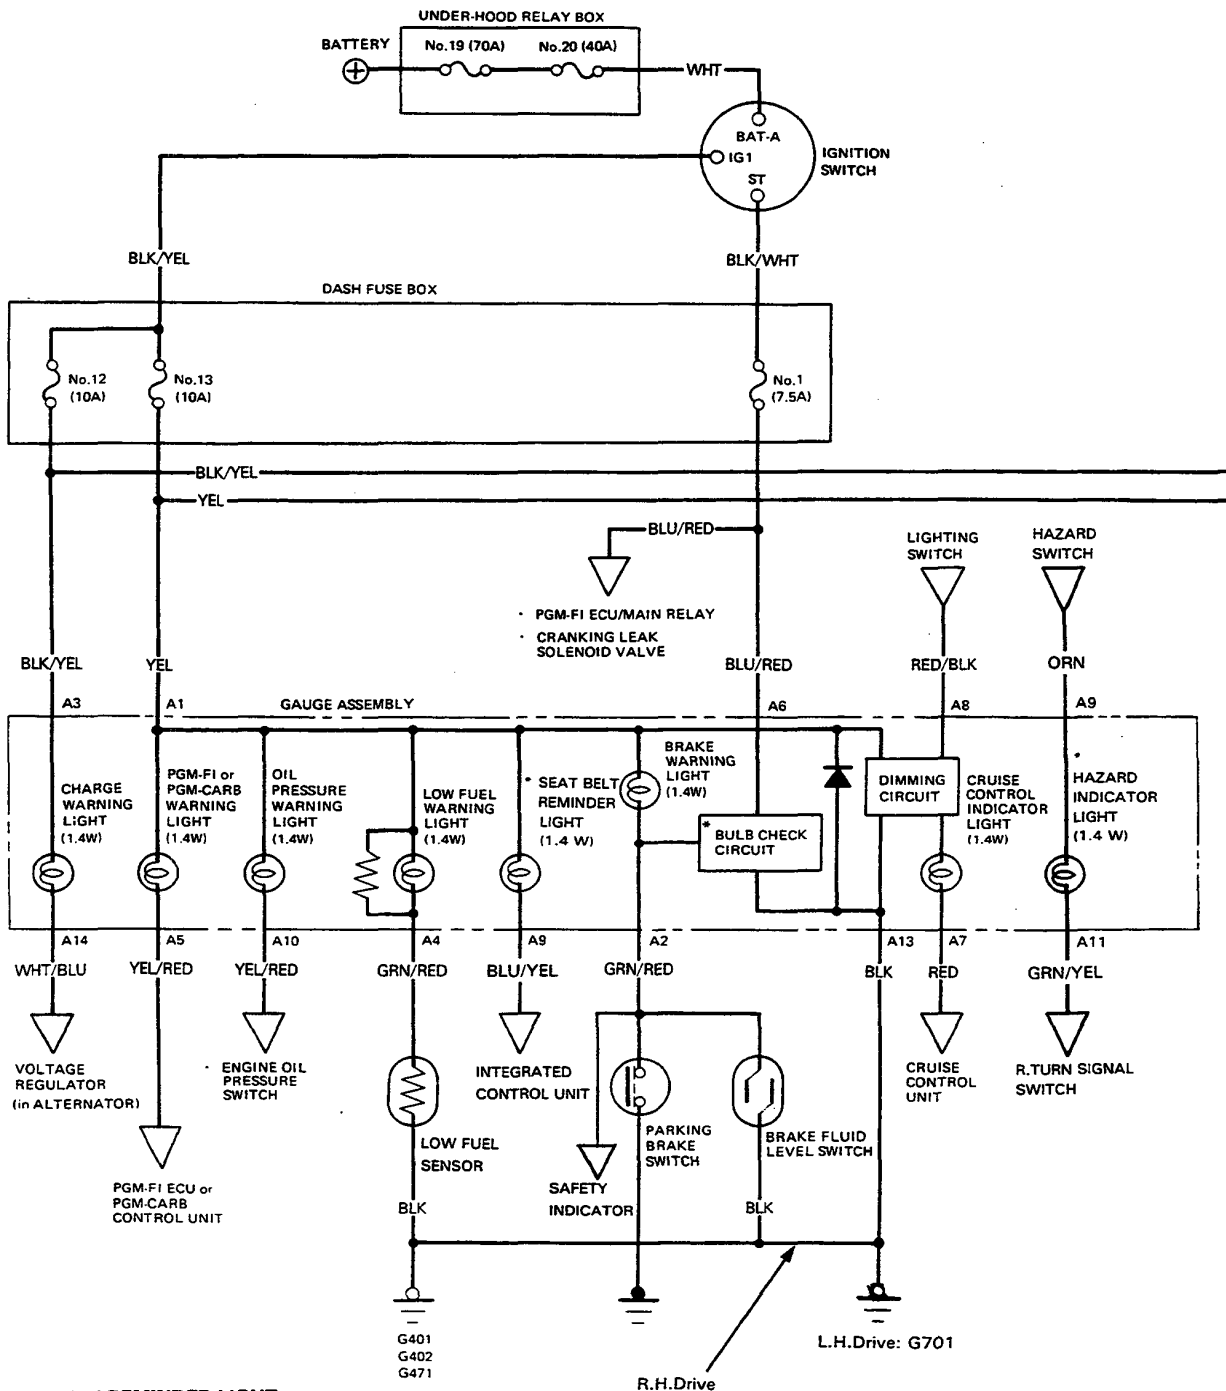 UNDER-HOOD RELAY BOX
BATTERY
No.19 (70A)
No.20 (40A)
WHT
BAT-A
IG1
ST
IGNITION
SWITCH
BLK/YEL
BLK/WHT
DASH FUSE BOX
No.12
(10A)
No.13
(10A)
No.1
(7.5A)
BLK/YEL
YEL
BLU/RED
LIGHTING
SWITCH
HAZARD
SWITCH
• PGM-FI ECU/MAIN RELAY
• CRANKING LEAK
SOLENOID VALVE
BLK/YEL
YEL
BLU/RED
RED/BLK
ORN
A3
A1
GAUGE ASSEMBLY
A6
A8
A9
CHARGE
WARNING
LIGHT
(1.4W)
PGM-FI or
PGM-CARB
WARNING
LIGHT
(1.4W)
OIL
PRESSURE
WARNING
LIGHT
(1.4W)
LOW FUEL
WARNING
LIGHT
(1.4W)
SEAT BELT
REMINDER
LIGHT
(1.4 W)
BRAKE
WARNING
LIGHT
(1.4W)
* BULB CHECK
CIRCUIT
DIMMING
CIRCUIT
CRUISE
CONTROL
INDICATOR
LIGHT
(1.4W)
HAZARD
INDICATOR
LIGHT
(1.4 W)
A14
A5
A10
A4
A9
A2
A13
A7
A11
WHT/BLU
YEL/RED
YEL/RED
GRN/RED
BLU/YEL
GRN/RED
BLK
RED
GRN/YEL
VOLTAGE
REGULATOR
(in ALTERNATOR)
ENGINE OIL
PRESSURE
SWITCH
INTEGRATED
CONTROL UNIT
CRUISE
CONTROL
UNIT
R.TURN SIGNAL
SWITCH
LOW FUEL
SENSOR
PARKING
BRAKE
SWITCH
BRAKE FLUID
LEVEL SWITCH
PGM-FI ECU or
PGM-CARB
CONTROL UNIT
SAFETY
INDICATOR
BLK
BLK
G401
G402
G471
L.H.Drive: G701
R.H.Drive